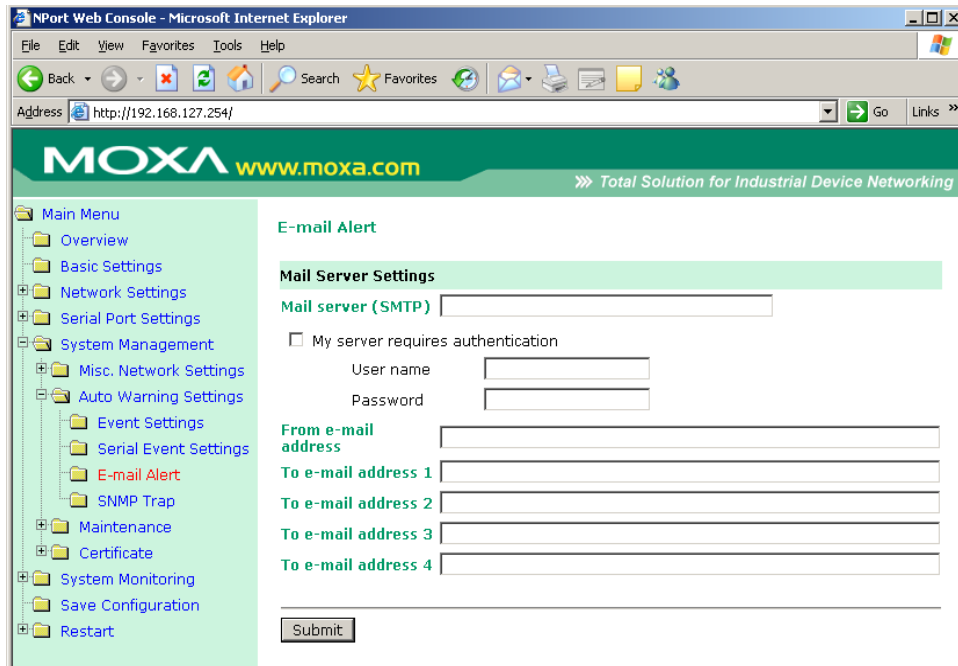 NPort Web Console - Microsoft Internet Explorer
File Edit View Favorites Tools Help
Back Search Favorites
Address http://192.168.127.254/ Go Links »
MOXA www.moxa.com
Total Solution for Industrial Device Networking
Main Menu
Overview
Basic Settings
Network Settings
Serial Port Settings
System Management
Misc. Network Settings
Auto Warning Settings
Event Settings
Serial Event Settings
E-mail Alert
SNMP Trap
Maintenance
Certificate
System Monitoring
Save Configuration
Restart
E-mail Alert
Mail Server Settings
Mail server (SMTP)
My server requires authentication
User name
Password
From e-mail
address
To e-mail address 1
To e-mail address 2
To e-mail address 3
To e-mail address 4
Submit